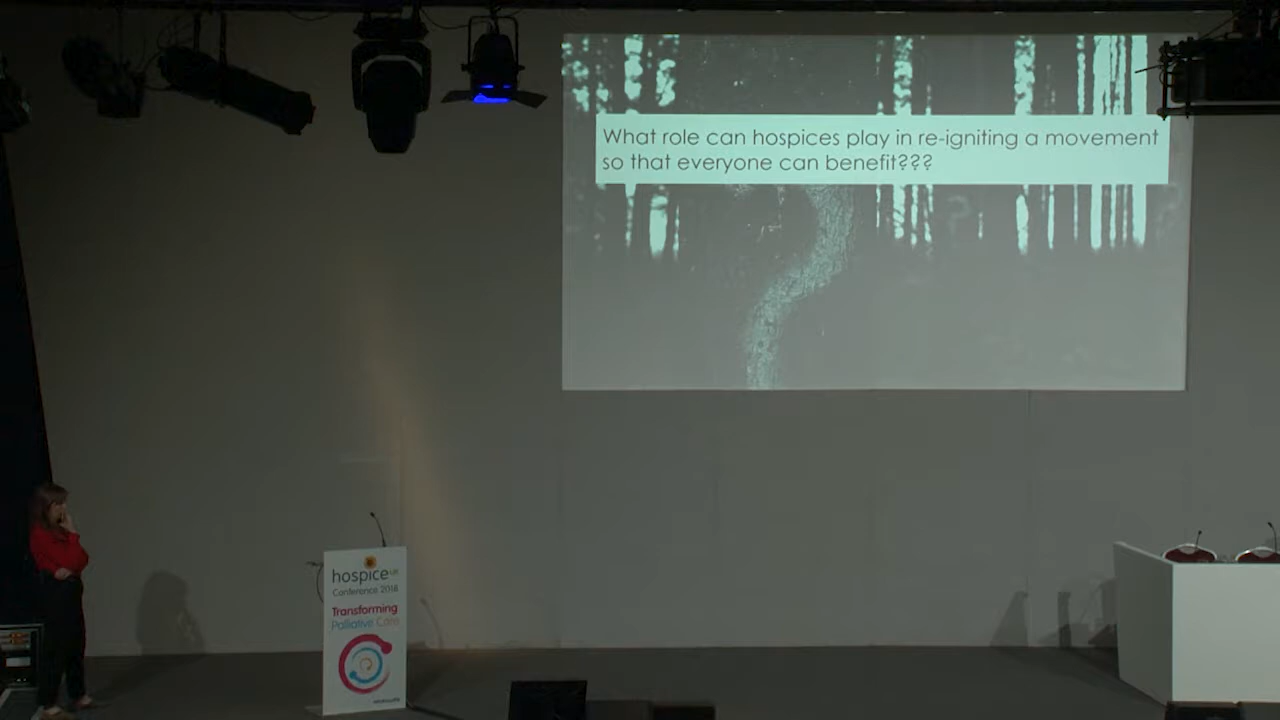 What role can hospices play in re-igniting a movement
so that everyone can benefit???
hospice UK
Conference 2018
Transforming
Palliative Care